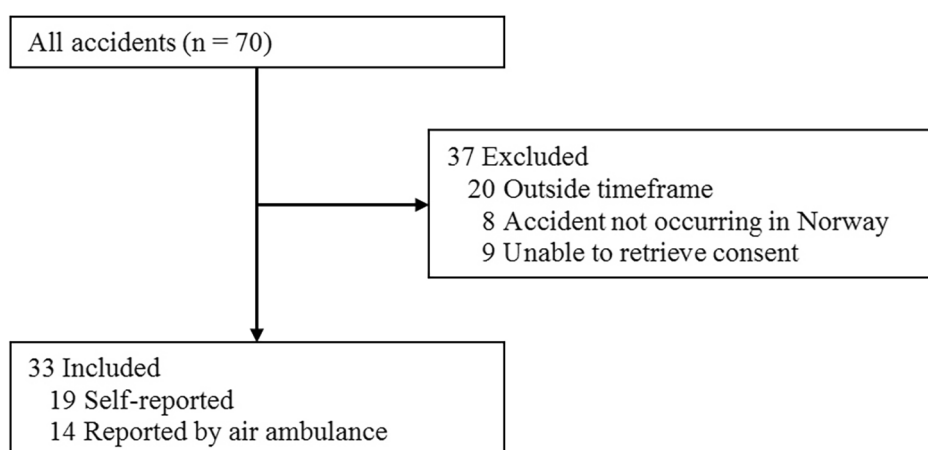 All accidents (n = 70)
37 Excluded
20 Outside timeframe
8 Accident not occurring in Norway
9 Unable to retrieve consent
33 Included
19 Self-reported
14 Reported by air ambulance